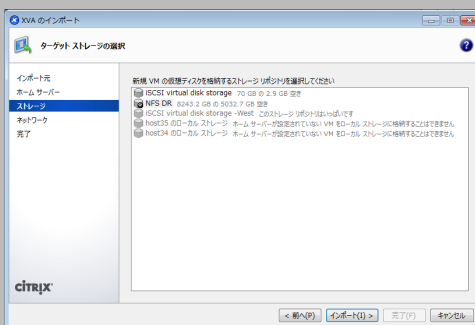 XVA のインポート
ターゲット ストレージの選択
インポート元
ホーム サーバー
ストレージ
ネットワーク
完了
新規 VM の仮想ディスクを格納するストレージ リポジトリを選択してください
iSCSI virtual disk storage 70 GB の 2.9 GB 空き
NFS DR 8243.2 GB の 5032.7 GB 空き
iSCSI virtual disk storage -West このストレージ リポジトリはいっぱいです
host35 のローカル ストレージ ホーム サーバーが設定されていない VM をローカル ストレージに格納することはできません
host34 のローカル ストレージ ホーム サーバーが設定されていない VM をローカル ストレージに格納することはできません
CITRIX
< 前へ(P)
インポート(I) >
完了(F)
キャンセル